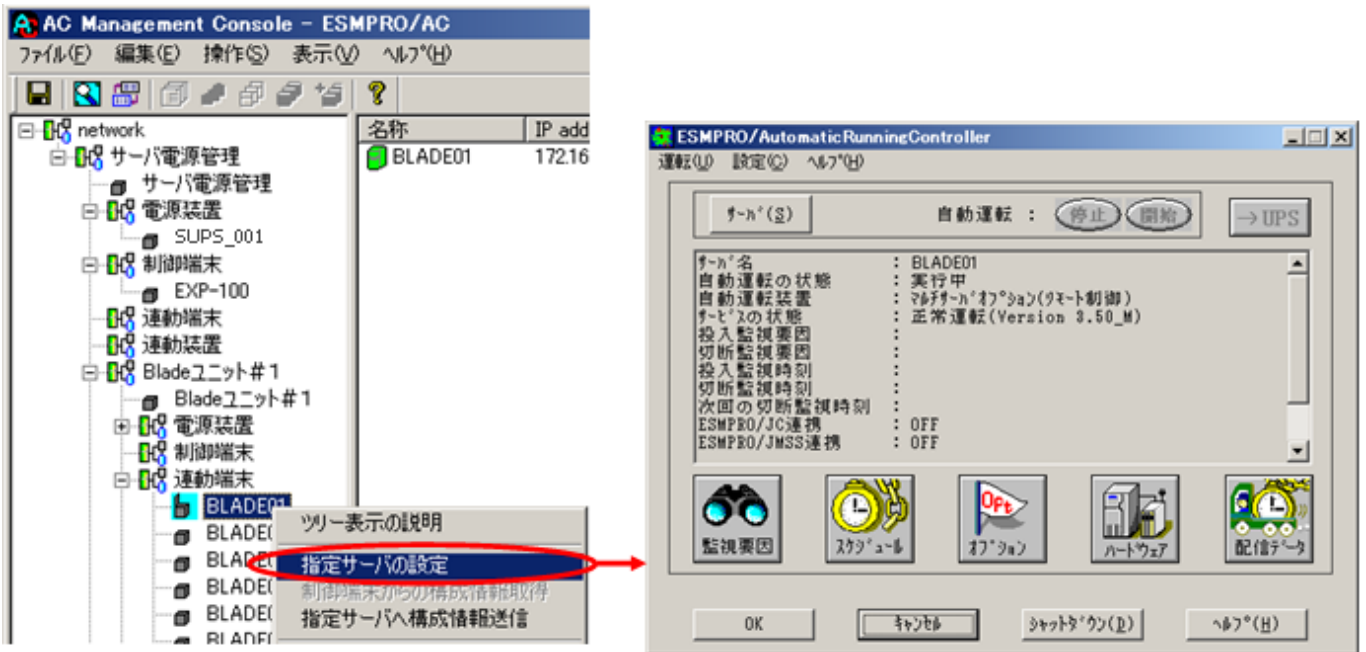 AC Management Console - ESMPRO/AC
ファイル(F) 編集(E) 操作(S) 表示(V) ヘルプ(H)
network
サーバ電源管理
サーバ電源管理
電源装置
SUPS_001
制御端末
EXP-100
連動端末
連動装置
Bladeユニット#1
Bladeユニット#1
電源装置
制御端末
連動端末
BLADE01
BLADE0
BLADE0
BLADE0
BLADE0
BLADE0
名称 IP add
BLADE01 172.16
ツリー表示の説明
指定サーバの設定
制御端末からの構成情報取得
指定サーバへ構成情報送信
ESMPRO/AutomaticRunningController
運転(U) 設定(C) ヘルプ(H)
サーバ(S) 自動運転 : 停止 開始 →UPS
サーバ名 : BLADE01
自動運転の状態 : 実行中
自動運転装置 : マルチサーバオプション(リモート制御)
サービスの状態 : 正常運転(Version 3.50_M)
投入監視要因 :
切断監視要因 :
投入監視時刻 :
切断監視時刻 :
次回の切断監視時刻 :
ESMPRO/JC連携 : OFF
ESMPRO/JMSS連携 : OFF
Opt
監視要因 スケジュール オプション ハードウェア 配信データ
OK キャンセル シャットダウン(D) ヘルプ(H)